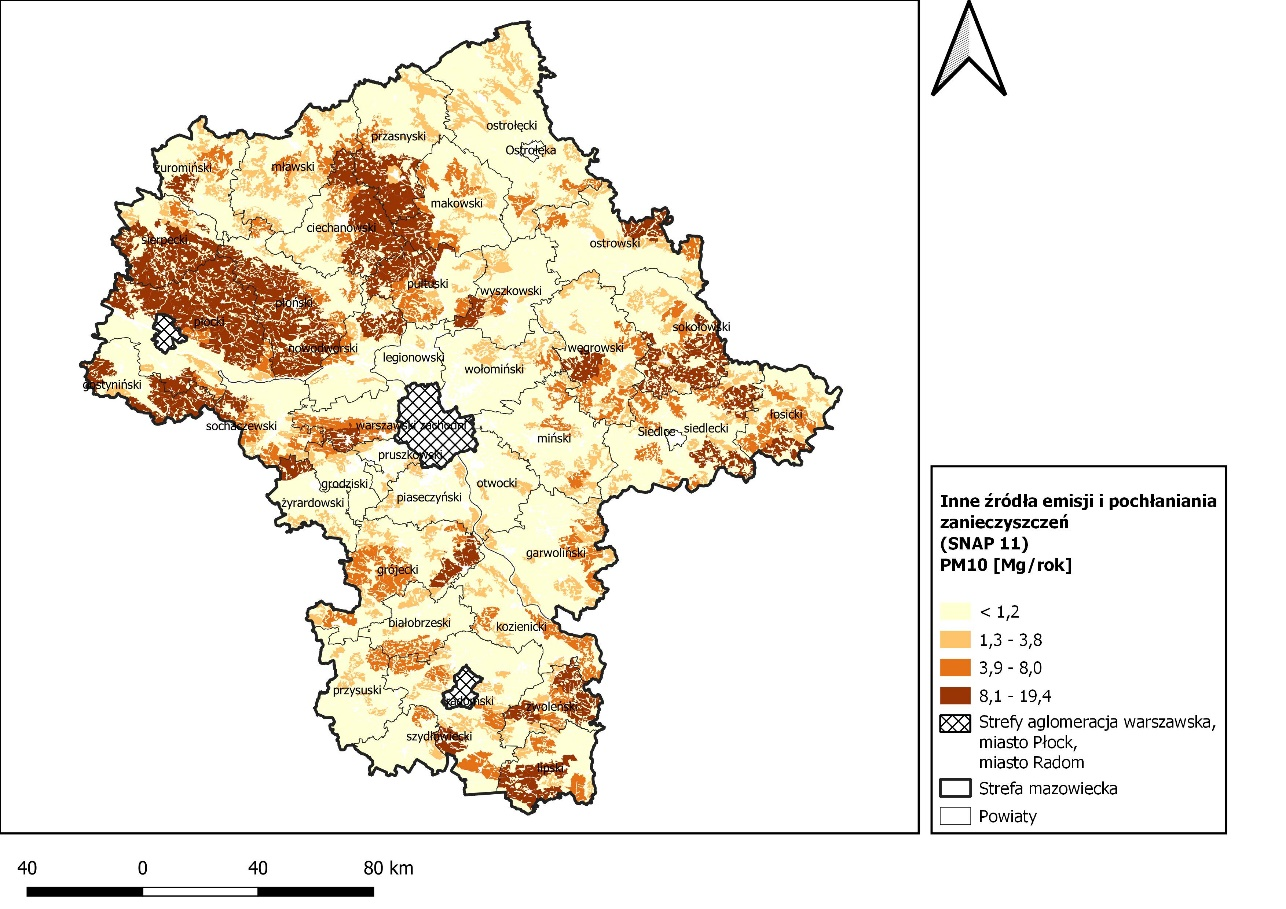 ostrołęcki
przasnyski
Ostrołęka
żuromiński
mławski
makowski
ciechanowski
sierpecki
ostrowski
pułtuski
wyszkowski
płoński
płocki
sokołowski
nowodworski
węgrowski
legionowski
wołomiński
gostyniński
łosicki
sochaczewski
warszawski zachodni
Siedlce
siedlecki
miński
pruszkowski
grodziski
otwocki
piaseczyński
żyrardowski
garwoliński
grójecki
białobrzeski
kozienicki
przysuski
radomski
zwoleński
szydłowiecki
lipski
Inne źródła emisji i pochłaniania
zanieczyszczeń
(SNAP 11)
PM10 [Mg/rok]
< 1,2
1,3 - 3,8
3,9 - 8,0
8,1 - 19,4
Strefy aglomeracja warszawska,
miasto Płock,
miasto Radom
Strefa mazowiecka
Powiaty
40 0 40 80 km